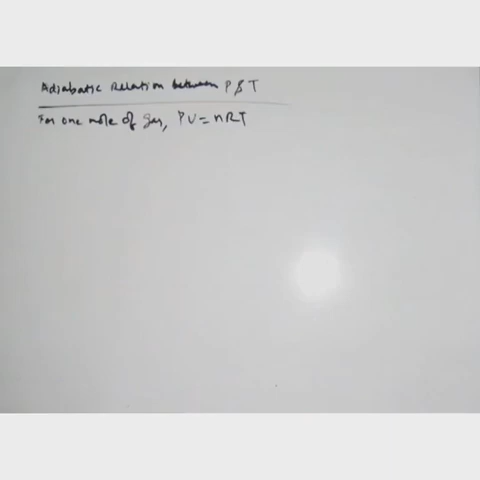 Adiabatic Relation between P & T
For one mole of gas, PV = nRT